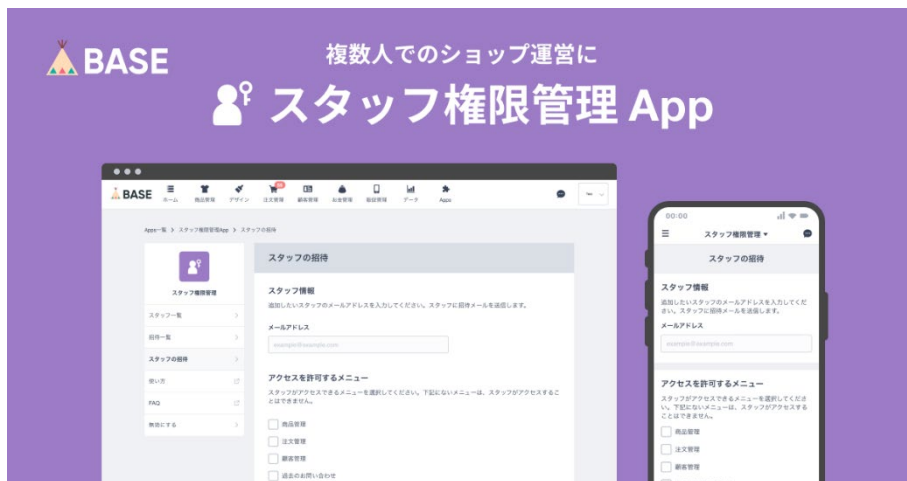 BASE
複数人でのショップ運営に
スタッフ権限管理 App
BASE
ホーム
商品管理
デザイン
注文管理
顧客管理
お金管理
データ
Apps
Apps一覧 > スタッフ権限管理App > スタッフの招待
スタッフ権限管理
スタッフ一覧
招待一覧
スタッフの招待
使い方
FAQ
無効にする
スタッフの招待
スタッフ情報
追加したいスタッフのメールアドレスを入力してください。スタッフに招待メールを送信します。
メールアドレス
example@example.com
アクセスを許可するメニュー
スタッフがアクセスできるメニューを選択してください。下記にないメニューは、スタッフがアクセスするこ
とはできません。
商品管理
注文管理
顧客管理
過去のお問い合わせ
00:00
スタッフ権限管理
スタッフの招待
スタッフ情報
追加したいスタッフのメールアドレスを入力してくだ
さい。スタッフに招待メールを送信します。
メールアドレス
example@example.com
アクセスを許可するメニュー
スタッフがアクセスできるメニューを選択してくださ
い。下記にないメニューは、スタッフがアクセスする
ことはできません。
商品管理
注文管理
顧客管理